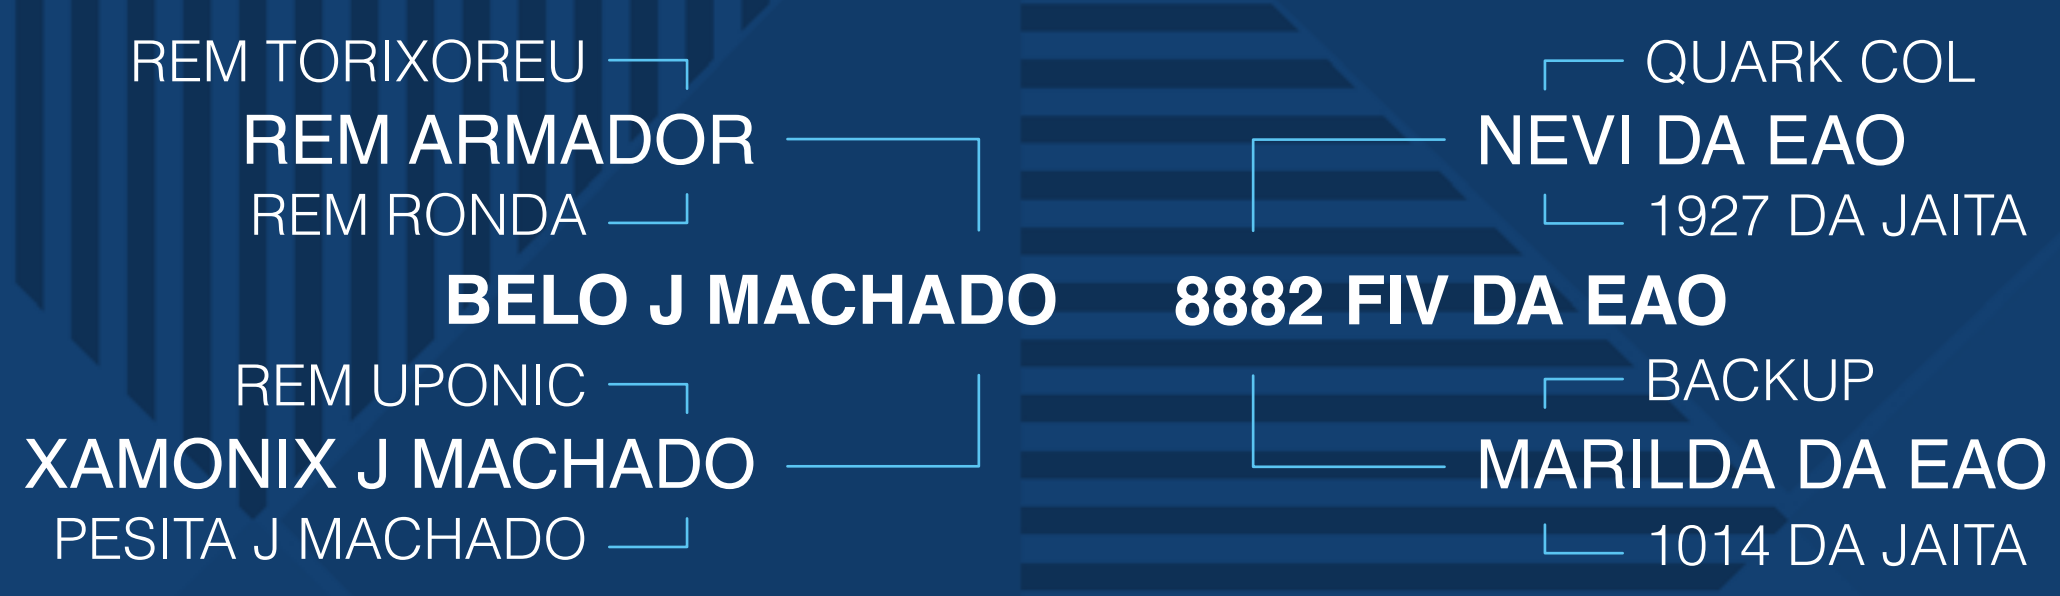 REM TORIXOREU
REM ARMADOR
REM RONDA
BELO J MACHADO
REM UPONIC
XAMONIX J MACHADO
PESITA J MACHADO
QUARK COL
NEVI DA EAO
1927 DA JAITA
8882 FIV DA EAO
BACKUP
MARILDA DA EAO
1014 DA JAITA